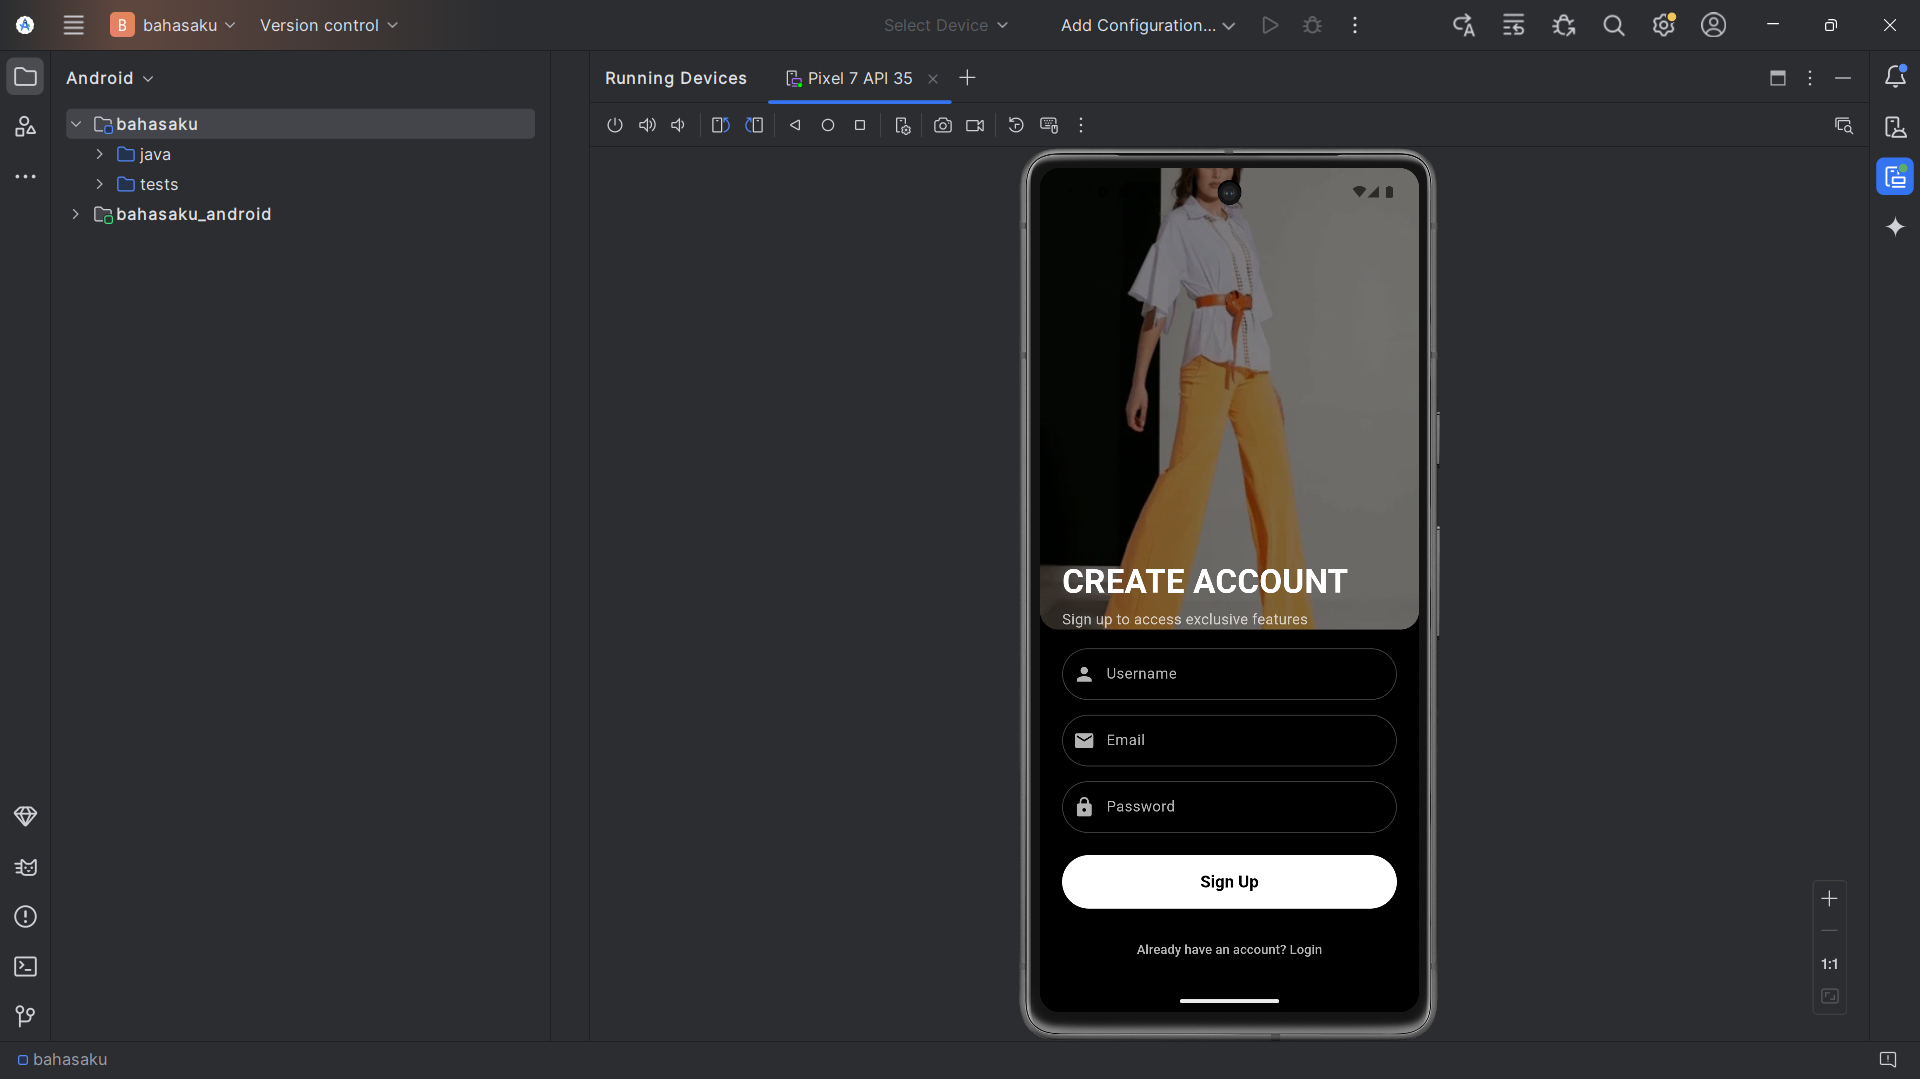 B bahasaku
Version control
Select Device
Add Configuration...
Android
Running Devices
Pixel 7 API 35
bahasaku
java
tests
bahasaku_android
CREATE ACCOUNT
Sign up to access exclusive features
Username
Email
Password
Sign Up
Already have an account? Login
1:1
bahasaku